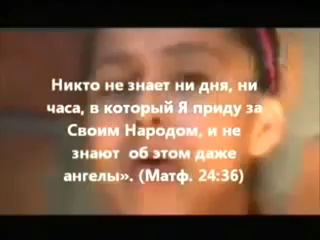 Никто не знает ни дня, ни
часа, в который Я приду за
Своим Народом, и не
знают об этом даже
ангелы». (Матф. 24:36)